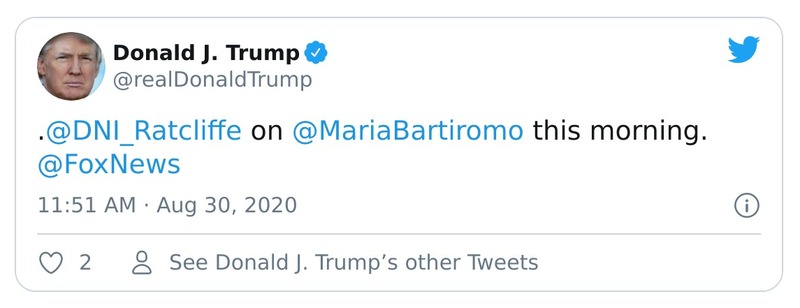 Donald J. Trump
@realDonaldTrump
.@DNI_Ratcliffe on @MariaBartiromo this morning.
@FoxNews
11:51 AM · Aug 30, 2020
2
See Donald J. Trump’s other Tweets